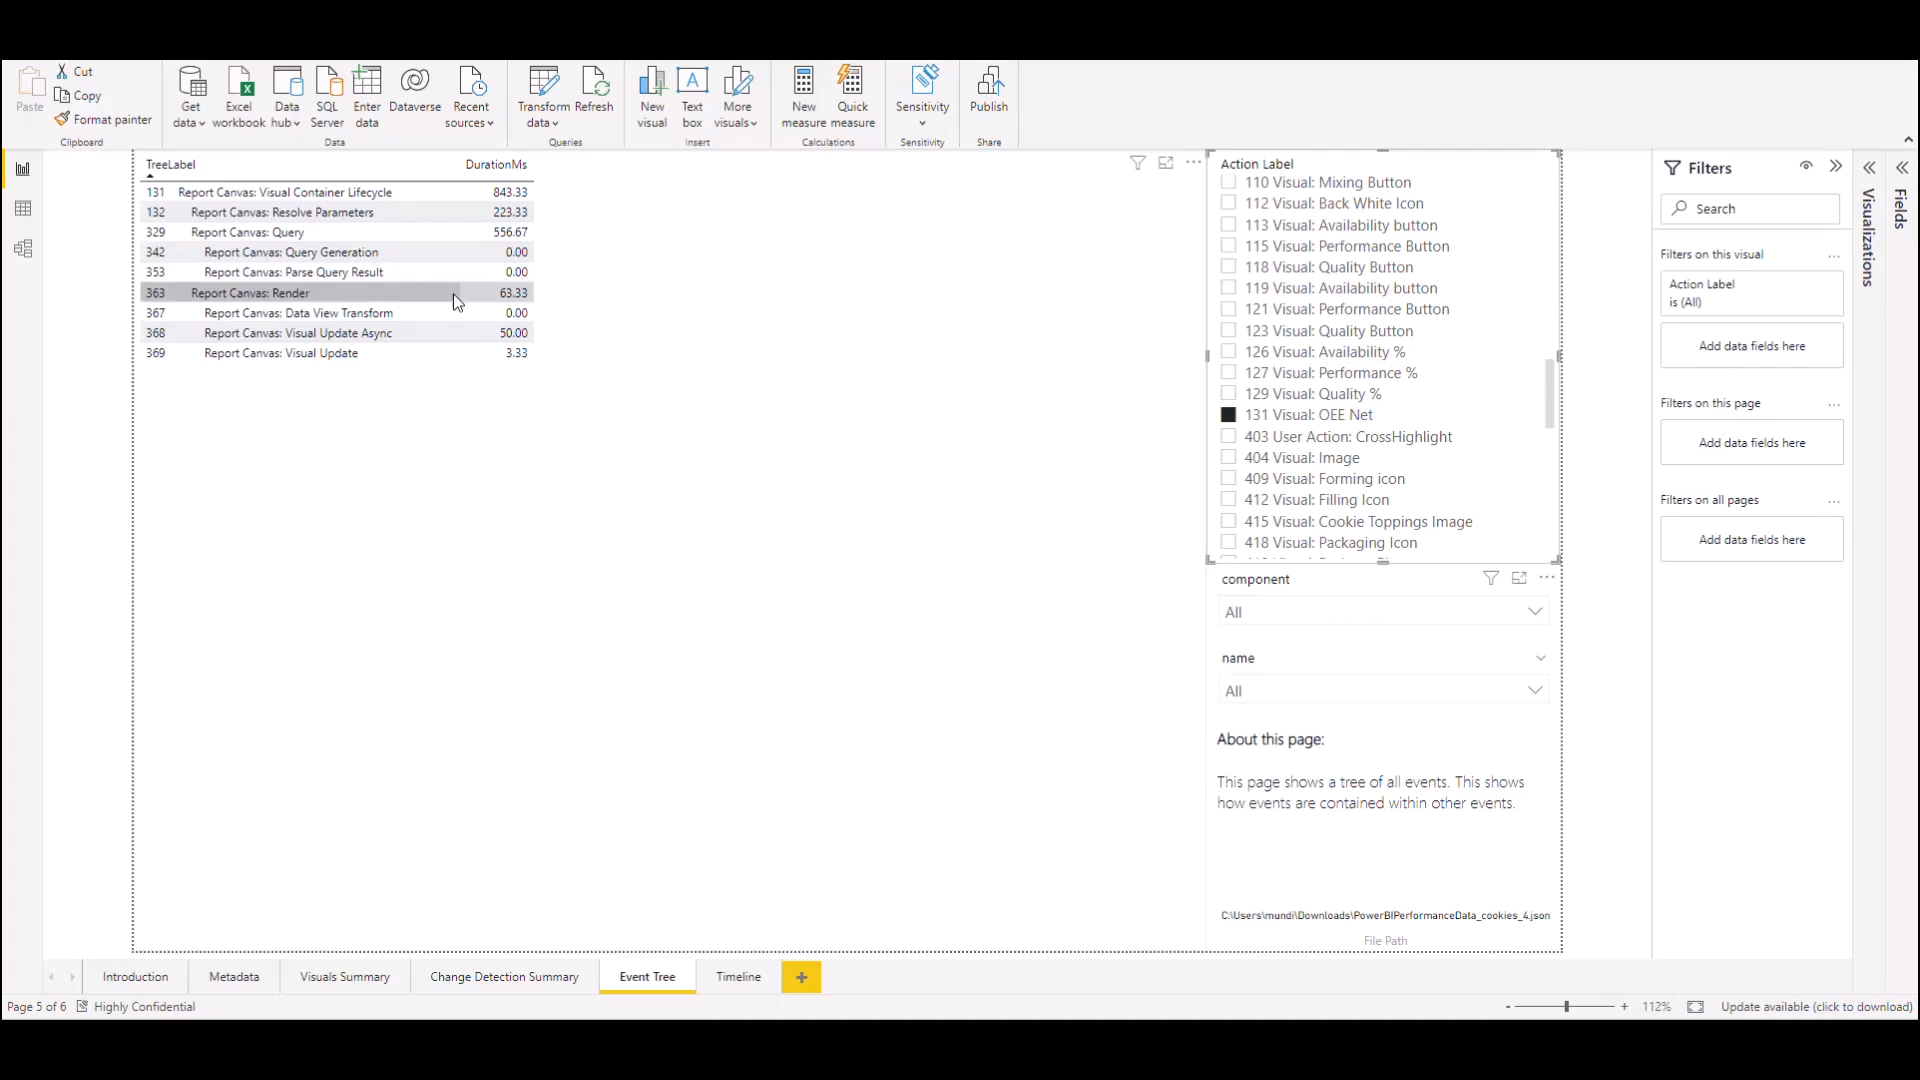 Cut
Copy
Format painter
Paste
Clipboard
Get data
Excel workbook
Data hub
SQL Server
Enter data
Dataverse
Recent sources
Data
Transform data
Refresh
Queries
New visual
Text box
More visuals
Insert
New measure
Quick measure
Calculations
Sensitivity
Sensitivity
Publish
Share
TreeLabel DurationMs
131 Report Canvas: Visual Container Lifecycle 843.33
132 Report Canvas: Resolve Parameters 223.33
329 Report Canvas: Query 556.67
342 Report Canvas: Query Generation 0.00
353 Report Canvas: Parse Query Result 0.00
363 Report Canvas: Render 63.33
367 Report Canvas: Data View Transform 0.00
368 Report Canvas: Visual Update Async 50.00
369 Report Canvas: Visual Update 3.33
Action Label
110 Visual: Mixing Button
112 Visual: Back White Icon
113 Visual: Availability button
115 Visual: Performance Button
118 Visual: Quality Button
119 Visual: Availability button
121 Visual: Performance Button
123 Visual: Quality Button
126 Visual: Availability %
127 Visual: Performance %
129 Visual: Quality %
131 Visual: OEE Net
403 User Action: CrossHighlight
404 Visual: Image
409 Visual: Forming icon
412 Visual: Filling Icon
415 Visual: Cookie Toppings Image
418 Visual: Packaging Icon
component
All
name
All
About this page:
This page shows a tree of all events. This shows
how events are contained within other events.
C:\Users\mundi\Downloads\PowerBIPerformanceData_cookies_4.json
File Path
Filters
Search
Filters on this visual
Action Label
is (All)
Add data fields here
Filters on this page
Add data fields here
Filters on all pages
Add data fields here
Visualizations
Fields
Introduction
Metadata
Visuals Summary
Change Detection Summary
Event Tree
Timeline
Page 5 of 6
Highly Confidential
112%
Update available (click to download)